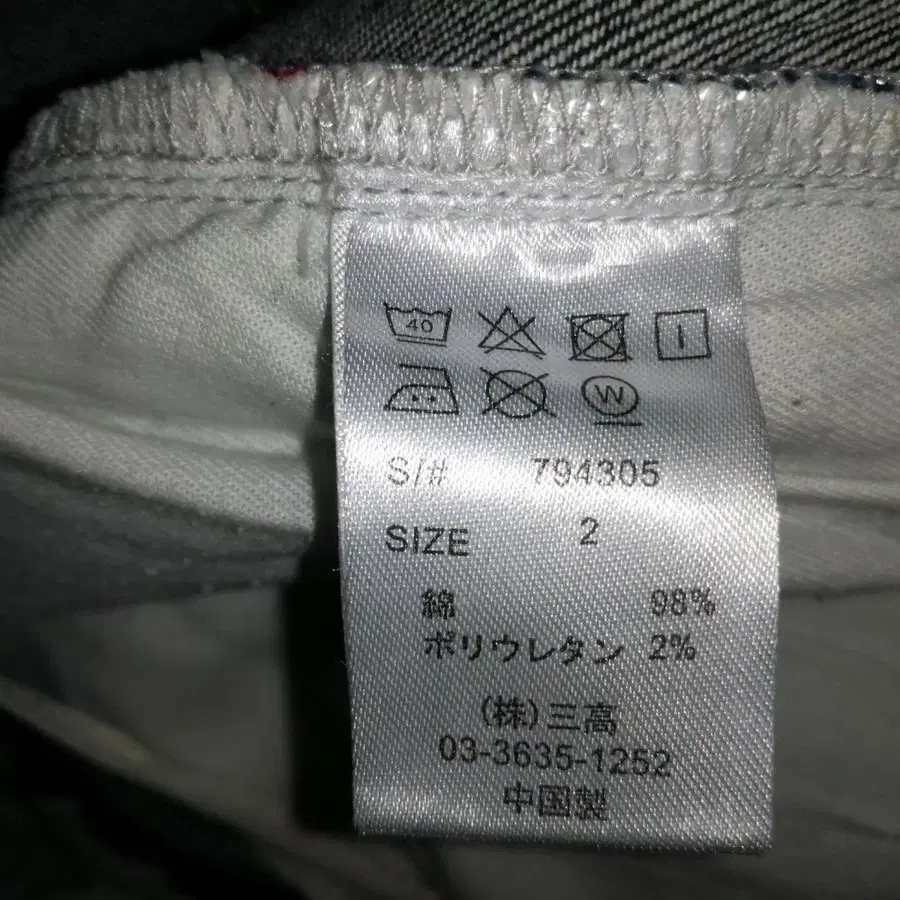 40
W
S/# 794305
SIZE 2
綿 98%
ポリウレタン 2%
(株)三高
03-3635-1252
中国製